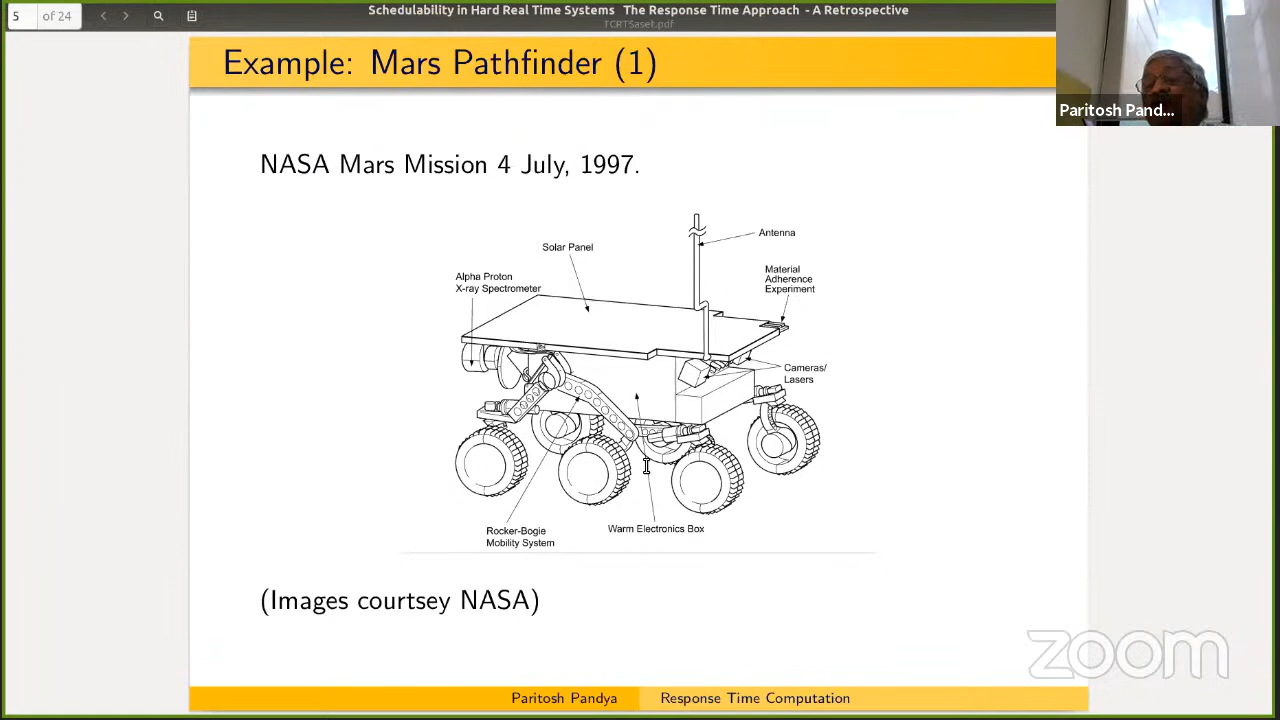 5 of 24
Schedulability in Hard Real Time Systems The Response Time Approach - A Retrospective
TCRTSaset.pdf
Example: Mars Pathfinder (1)
Paritosh Pand...
NASA Mars Mission 4 July, 1997.
Antenna
Solar Panel
Material
Adherence
Experiment
Alpha Proton
X-ray Spectrometer
Cameras/
Lasers
Rocker-Bogie
Mobility System
Warm Electronics Box
(Images courtsey NASA)
zoom
Paritosh Pandya Response Time Computation